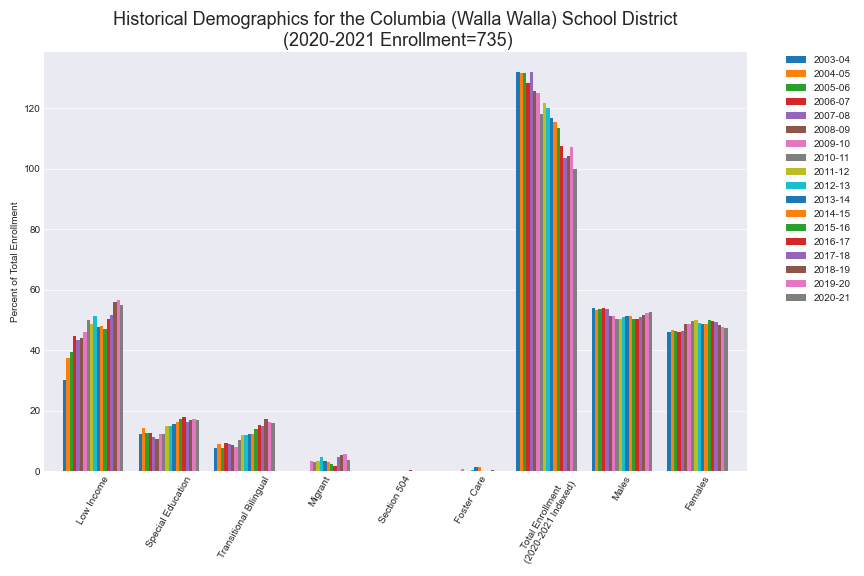 Historical Demographics for the Columbia (Walla Walla) School District
(2020-2021 Enrollment=735)
Percent of Total Enrollment
120
100
80
60
40
20
0
Low Income
Special Education
Transitional Bilingual
Migrant
Section 504
Foster Care
Total Enrollment
(2020-2021 Indexed)
Males
Females
2003-04
2004-05
2005-06
2006-07
2007-08
2008-09
2009-10
2010-11
2011-12
2012-13
2013-14
2014-15
2015-16
2016-17
2017-18
2018-19
2019-20
2020-21